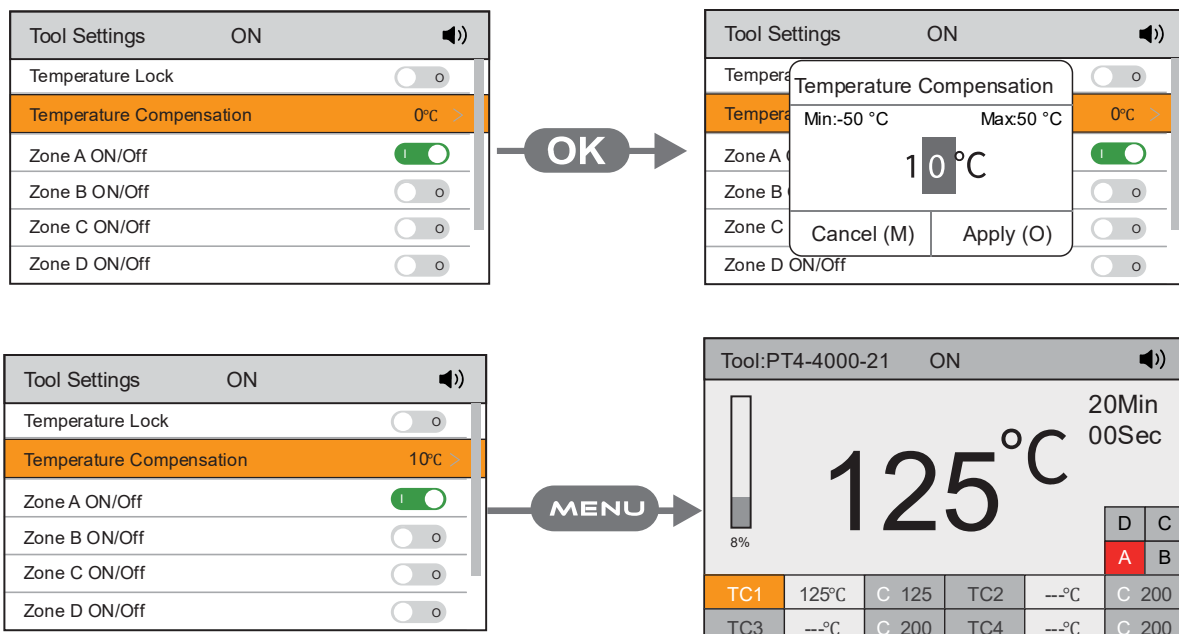 Tool Settings ON
Temperature Lock o
Temperature Compensation 0°C >
Zone A ON/Off I
Zone B ON/Off o
Zone C ON/Off o
Zone D ON/Off o
OK
Tool Settings ON
Tempera o
Tempera 0°C >
Zone A I
Zone B o
Zone C o
Zone D ON/Off o
Temperature Compensation
Min:-50 °C Max:50 °C
10°C
Cancel (M) Apply (O)
Tool Settings ON
Temperature Lock o
Temperature Compensation 10°C >
Zone A ON/Off I
Zone B ON/Off o
Zone C ON/Off o
Zone D ON/Off o
MENU
Tool:PT4-4000-21 ON
20Min
00Sec
125°C
8%
D C
A B
TC1 125°C C 125 TC2 ---°C C 200
TC3 ---°C C 200 TC4 ---°C C 200